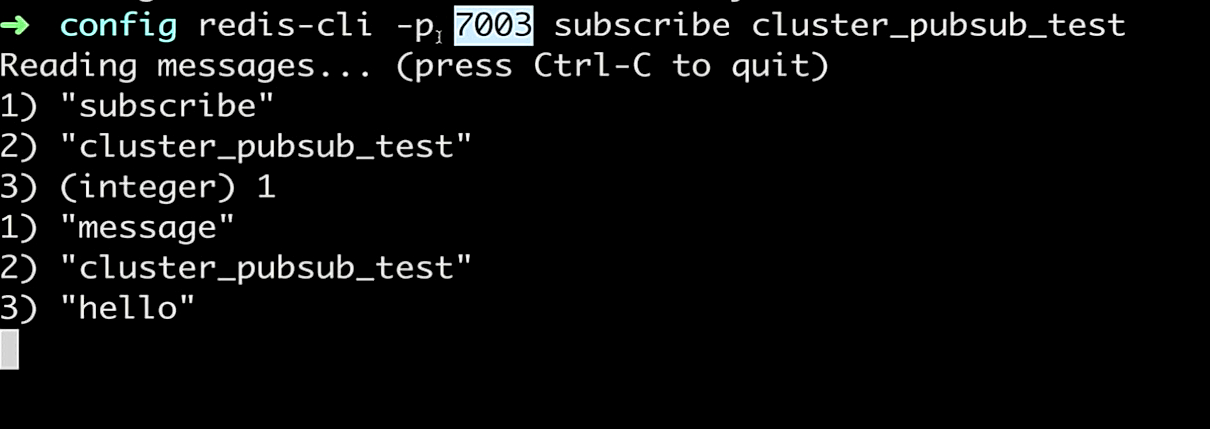 ➜ config redis-cli -p 7003 subscribe cluster_pubsub_test
Reading messages... (press Ctrl-C to quit)
1) "subscribe"
2) "cluster_pubsub_test"
3) (integer) 1
1) "message"
2) "cluster_pubsub_test"
3) "hello"